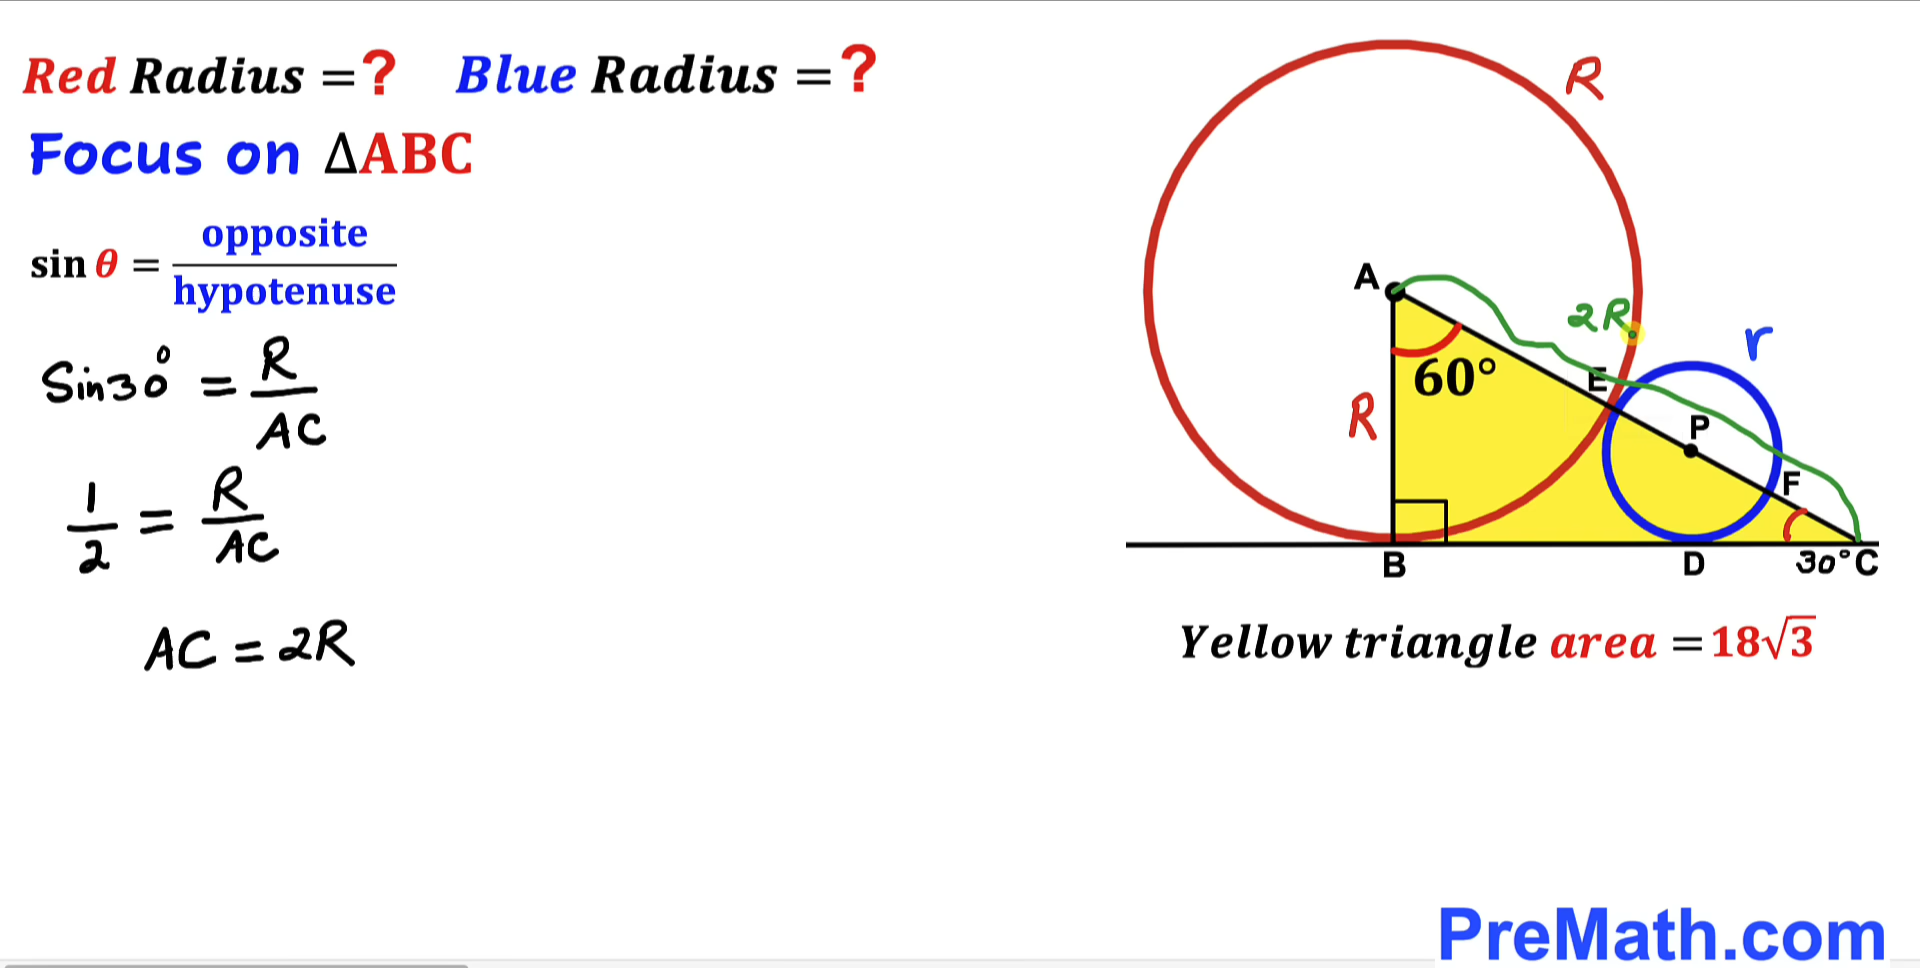 Red Radius = ? Blue Radius = ?
Focus on ΔABC
sin θ = opposite / hypotenuse
Sin30° = R / AC
1 / 2 = R / AC
AC = 2R
R
A
2R
r
E
60°
R
P
F
B
D
30° C
Yellow triangle area = 18√3
PreMath.com